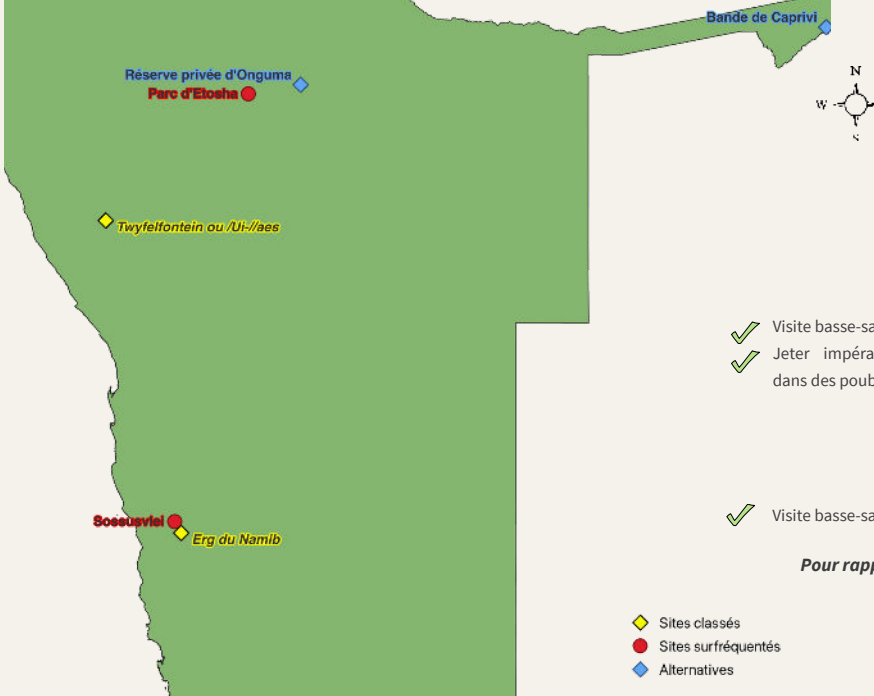 Bande de Caprivi
Réserve privée d'Onguma
Parc d'Etosha
N
W
S
Twyfelfontein ou /Ui-//aes
Visite basse-sa
Jeter impéra
dans des poub
Sossusvlei
Erg du Namib
Visite basse-sa
Pour rapp
Sites classés
Sites surfréquentés
Alternatives